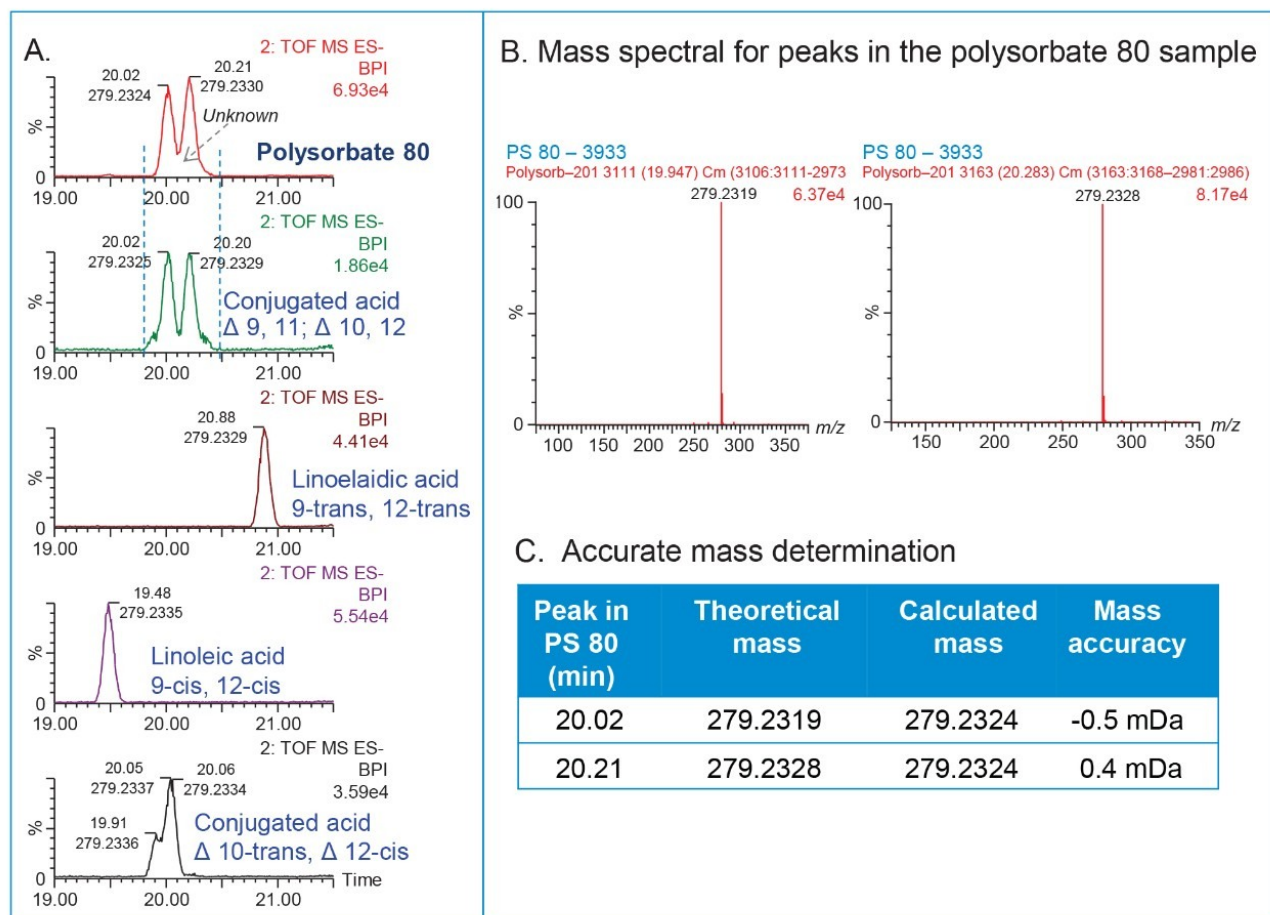 A.
2: TOF MS ES-
BPI
6.93e4
20.02
279.2324
20.21
279.2330
Unknown
%
Polysorbate 80
0
19.00 20.00 21.00
2: TOF MS ES-
BPI
1.86e4
20.02
279.2325
20.20
279.2329
%
Conjugated acid
Δ 9, 11; Δ 10, 12
0
19.00 20.00 21.00
2: TOF MS ES-
BPI
4.41e4
20.88
279.2329
%
Linoelaidic acid
9-trans, 12-trans
0
19.00 20.00 21.00
2: TOF MS ES-
BPI
5.54e4
19.48
279.2335
%
Linoleic acid
9-cis, 12-cis
0
19.00 20.00 21.00
2: TOF MS ES-
BPI
3.59e4
20.05
279.2337
20.06
279.2334
19.91
279.2336
%
Conjugated acid
Δ 10-trans, Δ 12-cis
0
Time
19.00 20.00 21.00
B. Mass spectral for peaks in the polysorbate 80 sample
PS 80 – 3933
Polysorb–201 3111 (19.947) Cm (3106:3111-2973
6.37e4
279.2319
100
%
0
m/z
100 150 200 250 300 350
PS 80 – 3933
Polysorb–201 3163 (20.283) Cm (3163:3168–2981:2986)
8.17e4
279.2328
100
%
0
m/z
150 200 250 300 350
C. Accurate mass determination
Peak in PS 80 (min) Theoretical mass Calculated mass Mass accuracy
20.02 279.2319 279.2324 -0.5 mDa
20.21 279.2328 279.2324 0.4 mDa